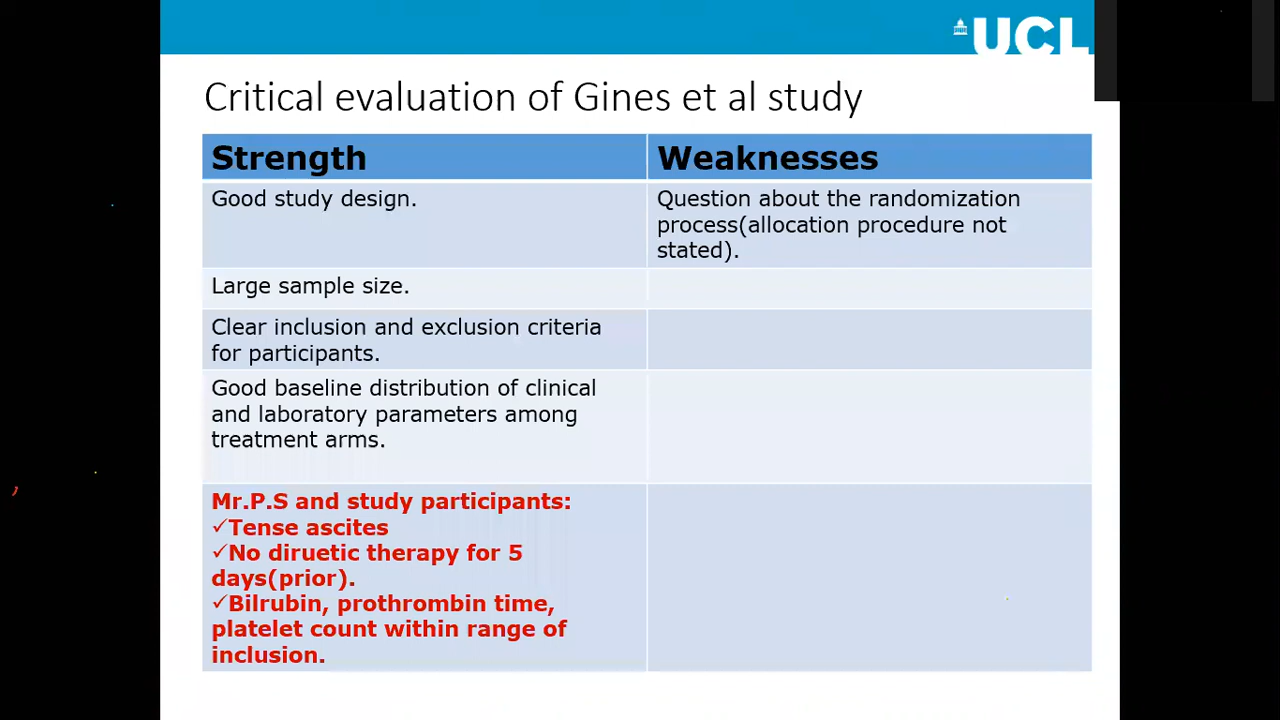 UCL
Critical evaluation of Gines et al study
Strength
Weaknesses
Good study design.
Question about the randomization
process(allocation procedure not
stated).
Large sample size.
Clear inclusion and exclusion criteria
for participants.
Good baseline distribution of clinical
and laboratory parameters among
treatment arms.
Mr.P.S and study participants:
✓Tense ascites
✓No diruetic therapy for 5
days(prior).
✓Bilrubin, prothrombin time,
platelet count within range of
inclusion.